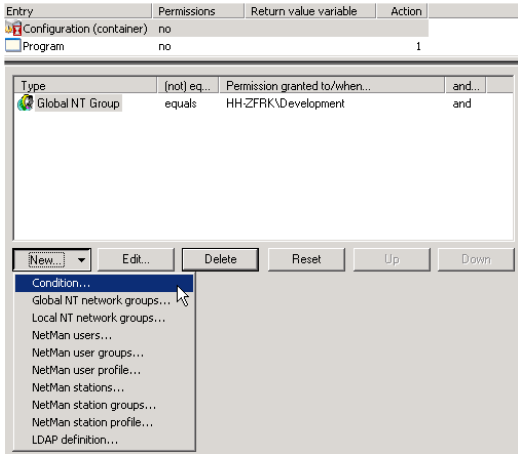 Entry Permissions Return value variable Action
Configuration (container) no
Program no 1
Type (not) eq... Permission granted to/when... and...
Global NT Group equals HH-ZFRK\Development and
New... Edit... Delete Reset Up Down
Condition...
Global NT network groups...
Local NT network groups...
NetMan users...
NetMan user groups...
NetMan user profile...
NetMan stations...
NetMan station groups...
NetMan station profile...
LDAP definition...